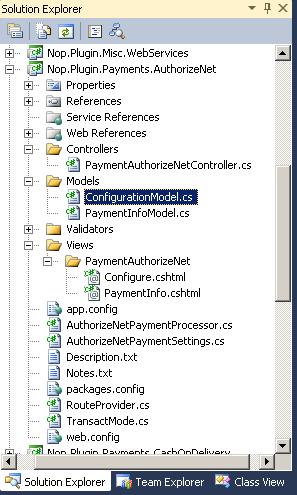 Solution Explorer
Nop.Plugin.Misc.WebServices
Nop.Plugin.Payments.AuthorizeNet
Properties
References
Service References
Web References
Controllers
PaymentAuthorizeNetController.cs
Models
ConfigurationModel.cs
PaymentInfoModel.cs
Validators
Views
PaymentAuthorizeNet
Configure.cshtml
PaymentInfo.cshtml
app.config
AuthorizeNetPaymentProcessor.cs
AuthorizeNetPaymentSettings.cs
Description.txt
Notes.txt
packages.config
RouteProvider.cs
TransactMode.cs
web.config
Nop.Plugin.Payments.CashOnDelivery
Solution Explorer Team Explorer Class View